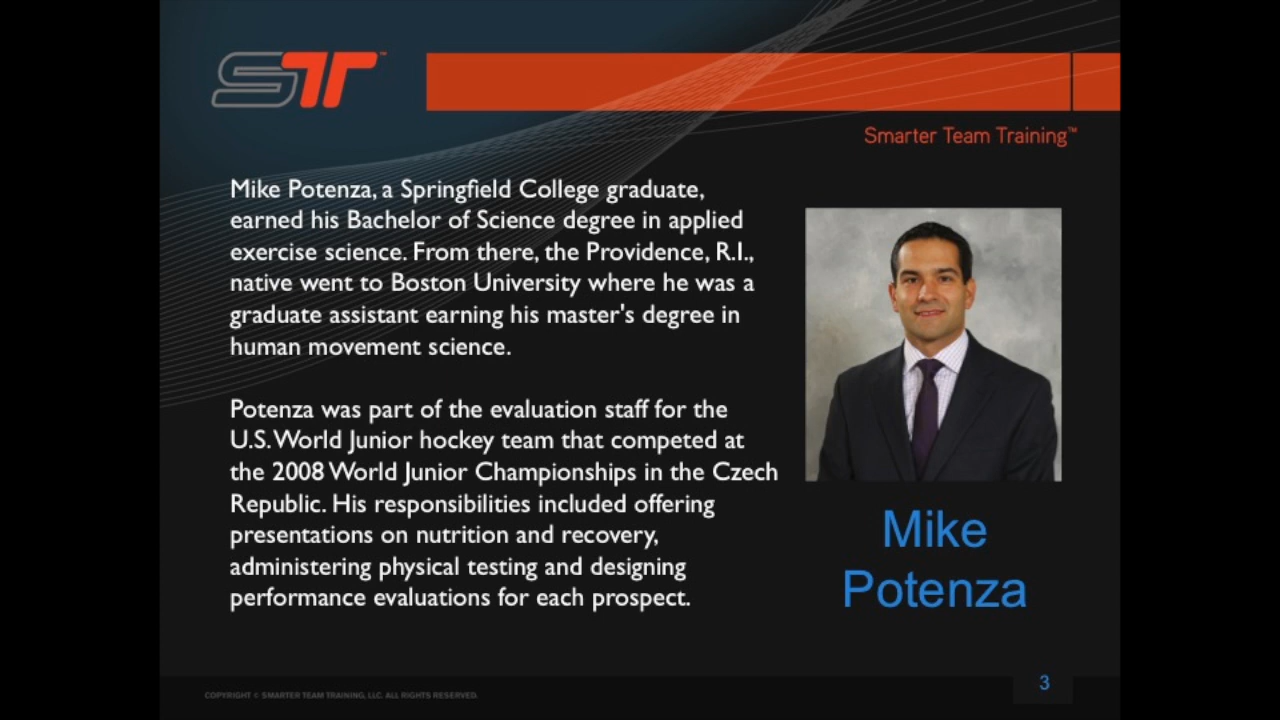 STT™
Smarter Team Training™
Mike Potenza, a Springfield College graduate,
earned his Bachelor of Science degree in applied
exercise science. From there, the Providence, R.I.,
native went to Boston University where he was a
graduate assistant earning his master's degree in
human movement science.
Potenza was part of the evaluation staff for the
U.S. World Junior hockey team that competed at
the 2008 World Junior Championships in the Czech
Republic. His responsibilities included offering
presentations on nutrition and recovery,
administering physical testing and designing
performance evaluations for each prospect.
Mike
Potenza
COPYRIGHT © SMARTER TEAM TRAINING, LLC. ALL RIGHTS RESERVED.
3